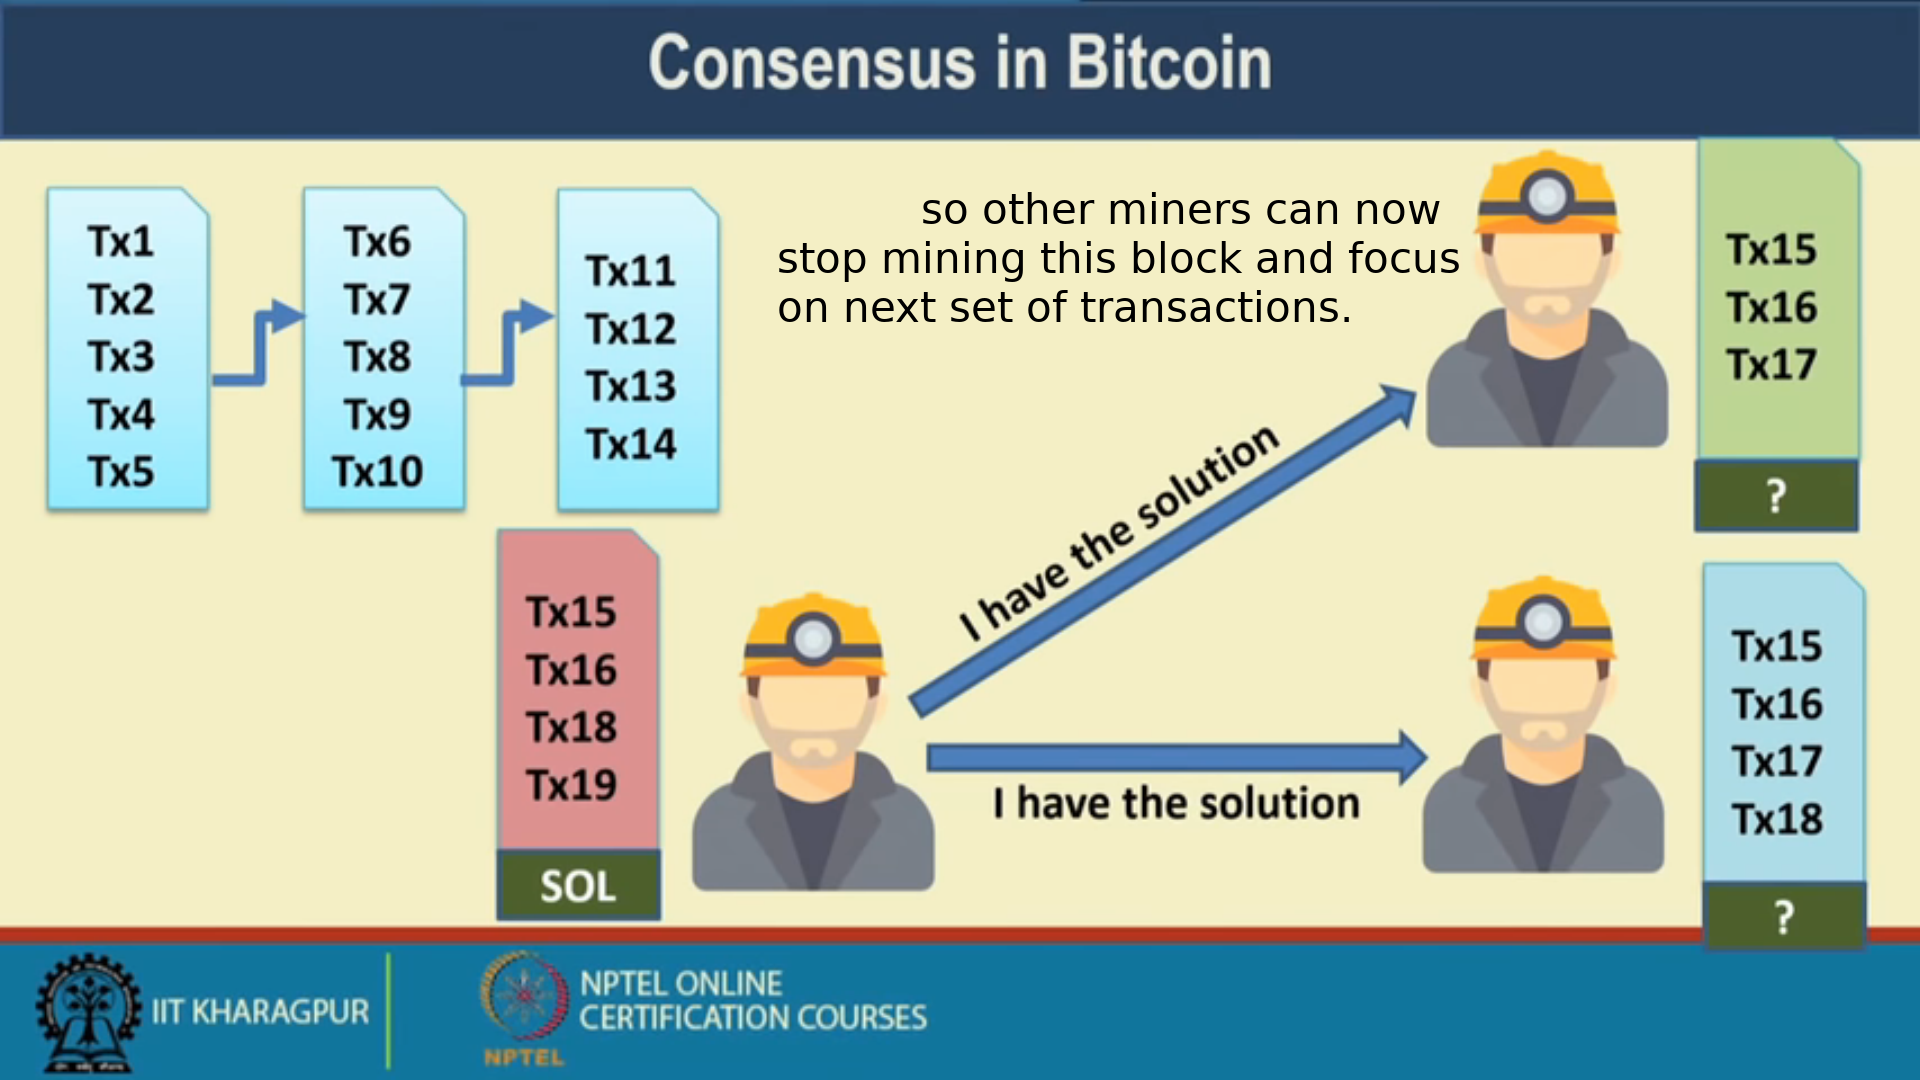 Consensus in Bitcoin
Tx1
Tx2
Tx3
Tx4
Tx5
Tx6
Tx7
Tx8
Tx9
Tx10
Tx11
Tx12
Tx13
Tx14
so other miners can now
stop mining this block and focus
on next set of transactions.
Tx15
Tx16
Tx17
?
I have the solution
Tx15
Tx16
Tx18
Tx19
SOL
I have the solution
Tx15
Tx16
Tx17
Tx18
?
IIT KHARAGPUR
NPTEL ONLINE
CERTIFICATION COURSES
NPTEL